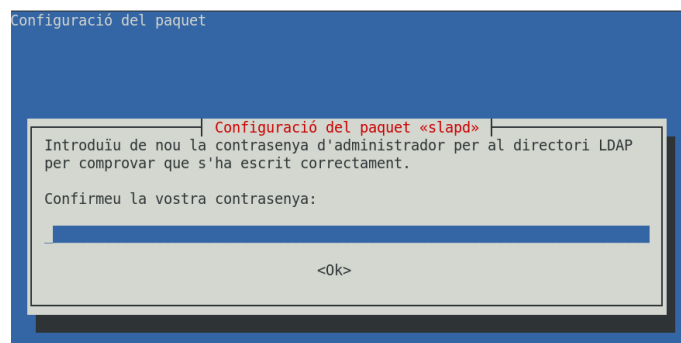 Configuració del paquet
Configuració del paquet «slapd»
Introduïu de nou la contrasenya d'administrador per al directori LDAP
per comprovar que s'ha escrit correctament.
Confirmeu la vostra contrasenya:
<Ok>